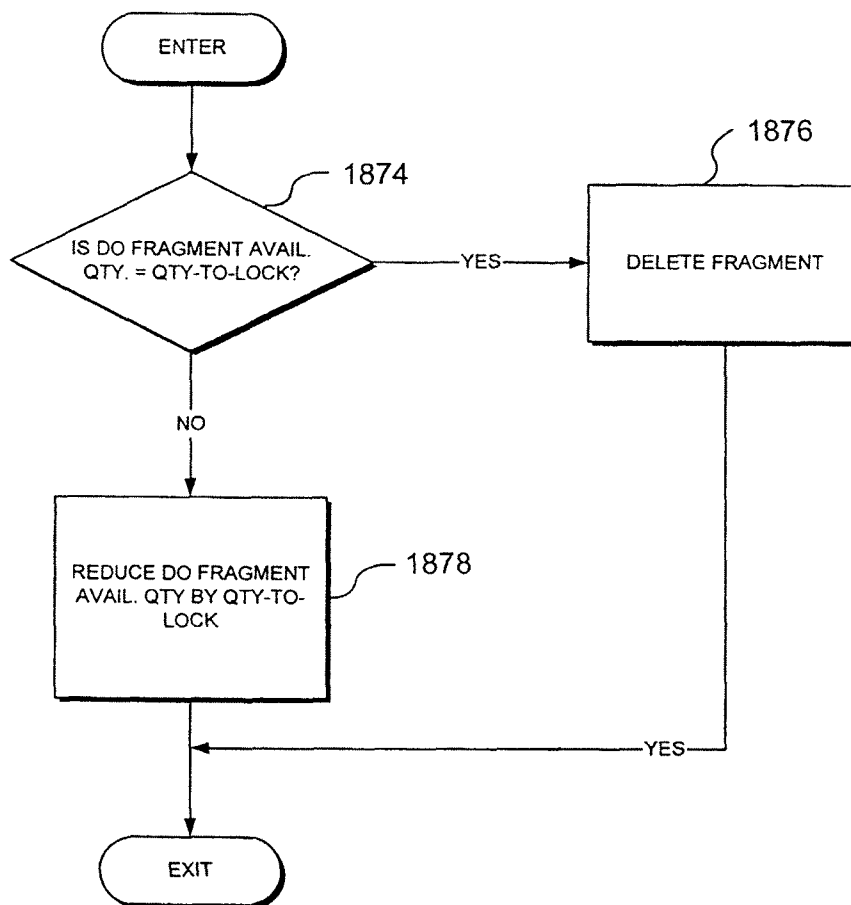 ENTER
1876
1874
IS DO FRAGMENT AVAIL.
QTY. = QTY-TO-LOCK?
YES
DELETE FRAGMENT
NO
REDUCE DO FRAGMENT
AVAIL. QTY BY QTY-TO-
LOCK
1878
YES
EXIT